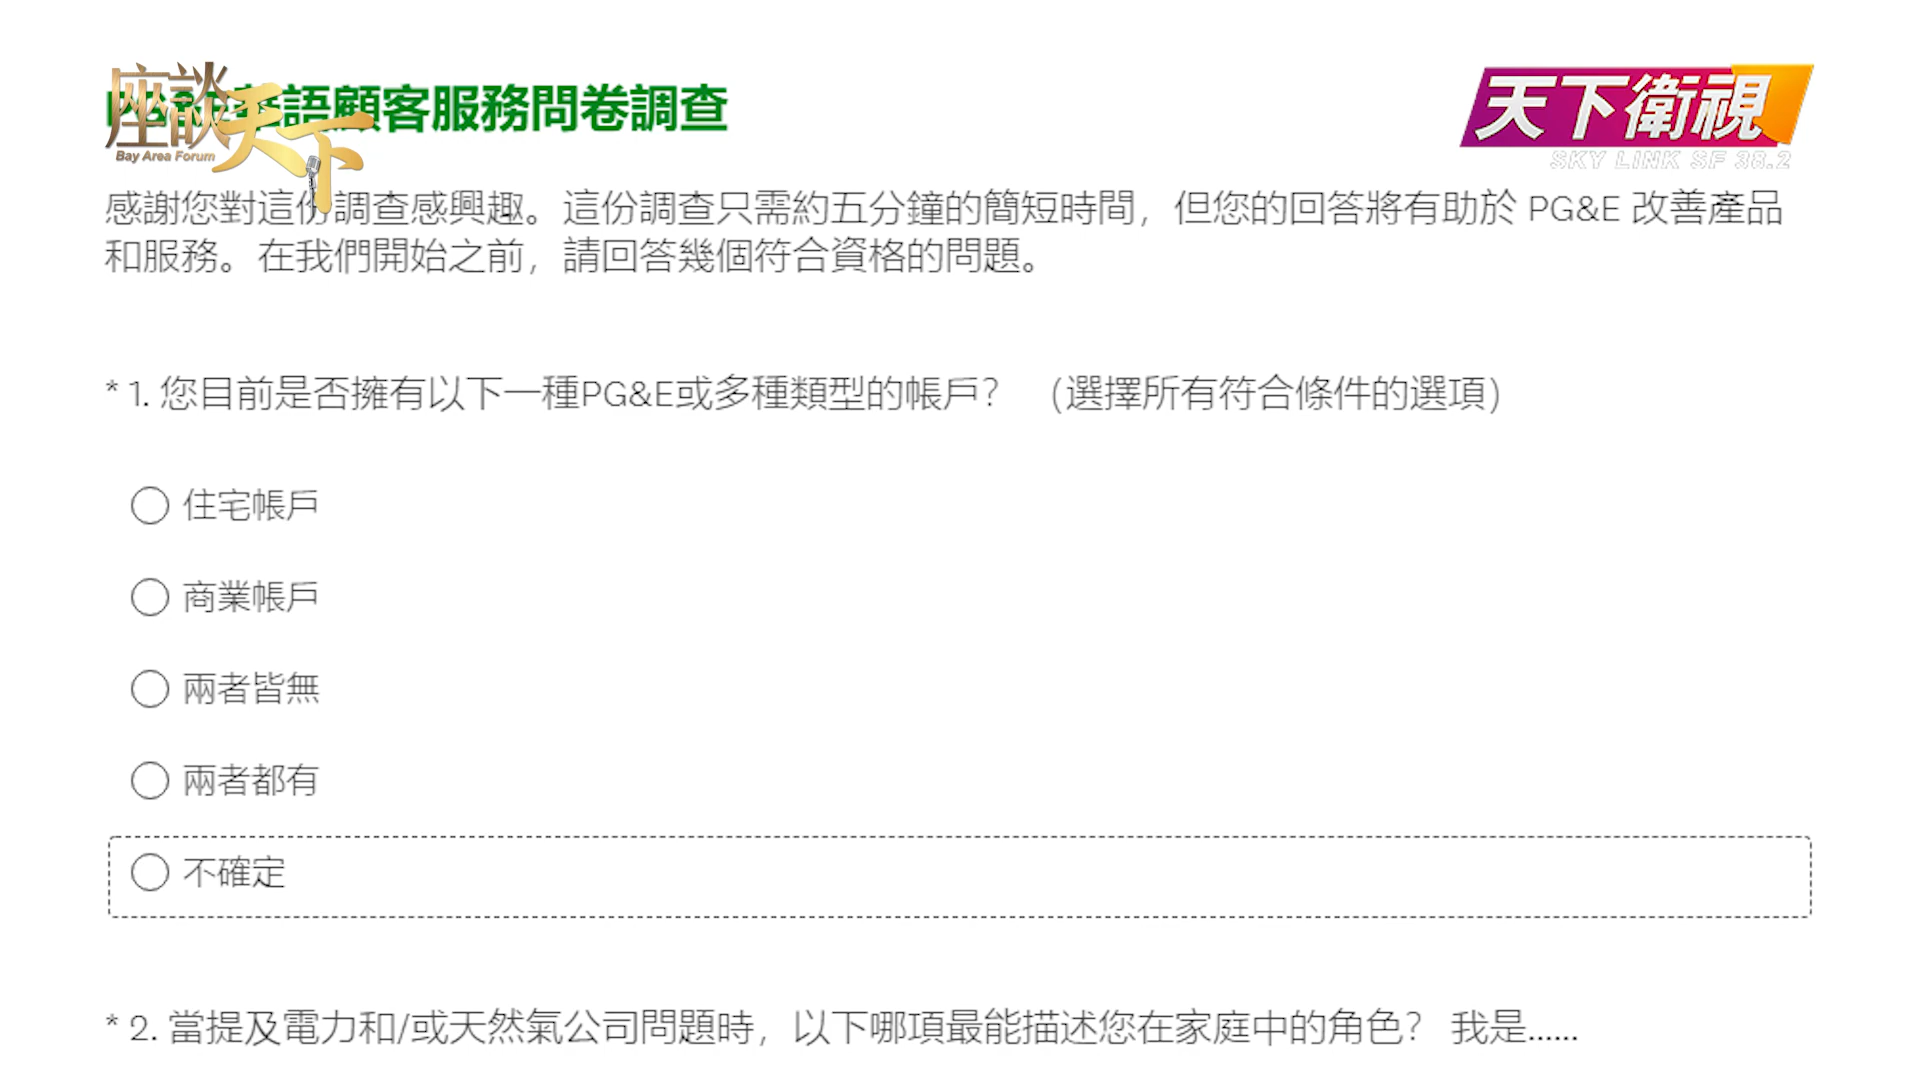 座談天下
Bay Area Forum
語顧客服務問卷調查
天下衛視
SKY LINK SF 38.2
感謝您對這份調查感興趣。這份調查只需約五分鐘的簡短時間，但您的回答將有助於 PG&E 改善產品
和服務。在我們開始之前，請回答幾個符合資格的問題。
* 1. 您目前是否擁有以下一種PG&E或多種類型的帳戶？ （選擇所有符合條件的選項）
住宅帳戶
商業帳戶
兩者皆無
兩者都有
不確定
* 2. 當提及電力和/或天然氣公司問題時，以下哪項最能描述您在家庭中的角色？ 我是......